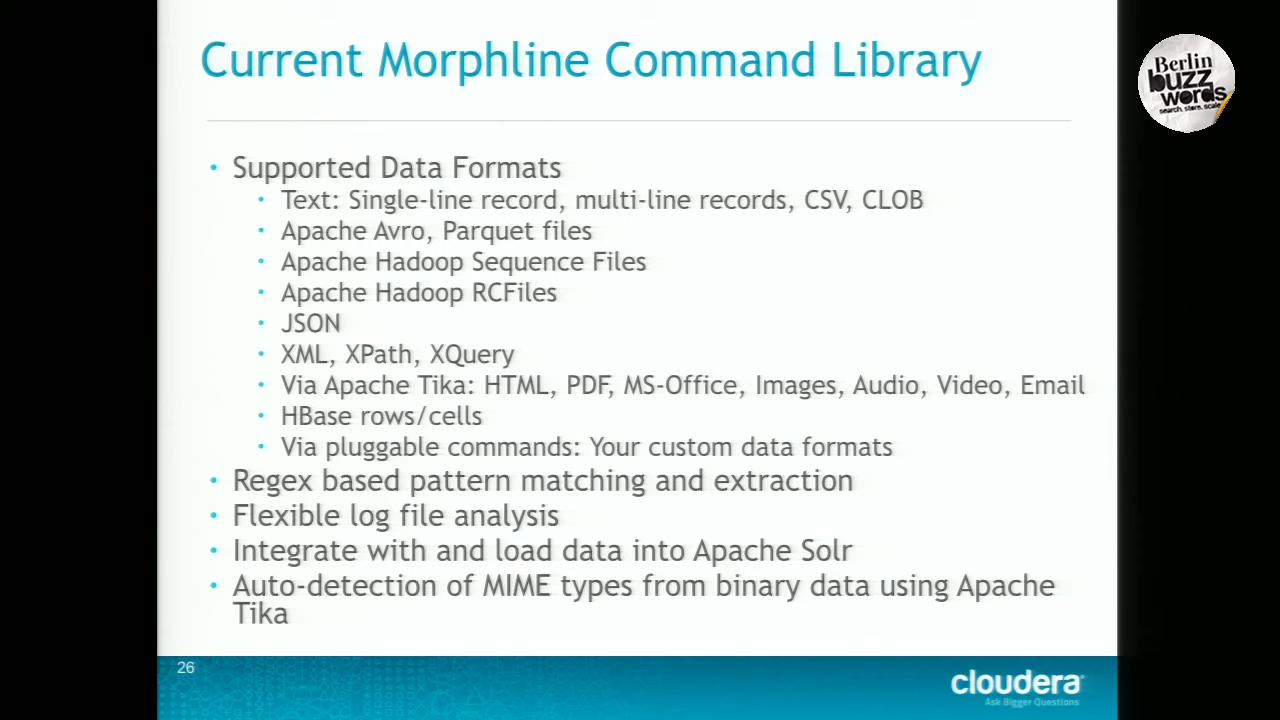 Current Morphline Command Library
Berlin
buzz
words
search. store. scale.
• Supported Data Formats
• Text: Single-line record, multi-line records, CSV, CLOB
• Apache Avro, Parquet files
• Apache Hadoop Sequence Files
• Apache Hadoop RCFiles
• JSON
• XML, XPath, XQuery
• Via Apache Tika: HTML, PDF, MS-Office, Images, Audio, Video, Email
• HBase rows/cells
• Via pluggable commands: Your custom data formats
• Regex based pattern matching and extraction
• Flexible log file analysis
• Integrate with and load data into Apache Solr
• Auto-detection of MIME types from binary data using Apache
Tika
26
cloudera
Ask Bigger Questions